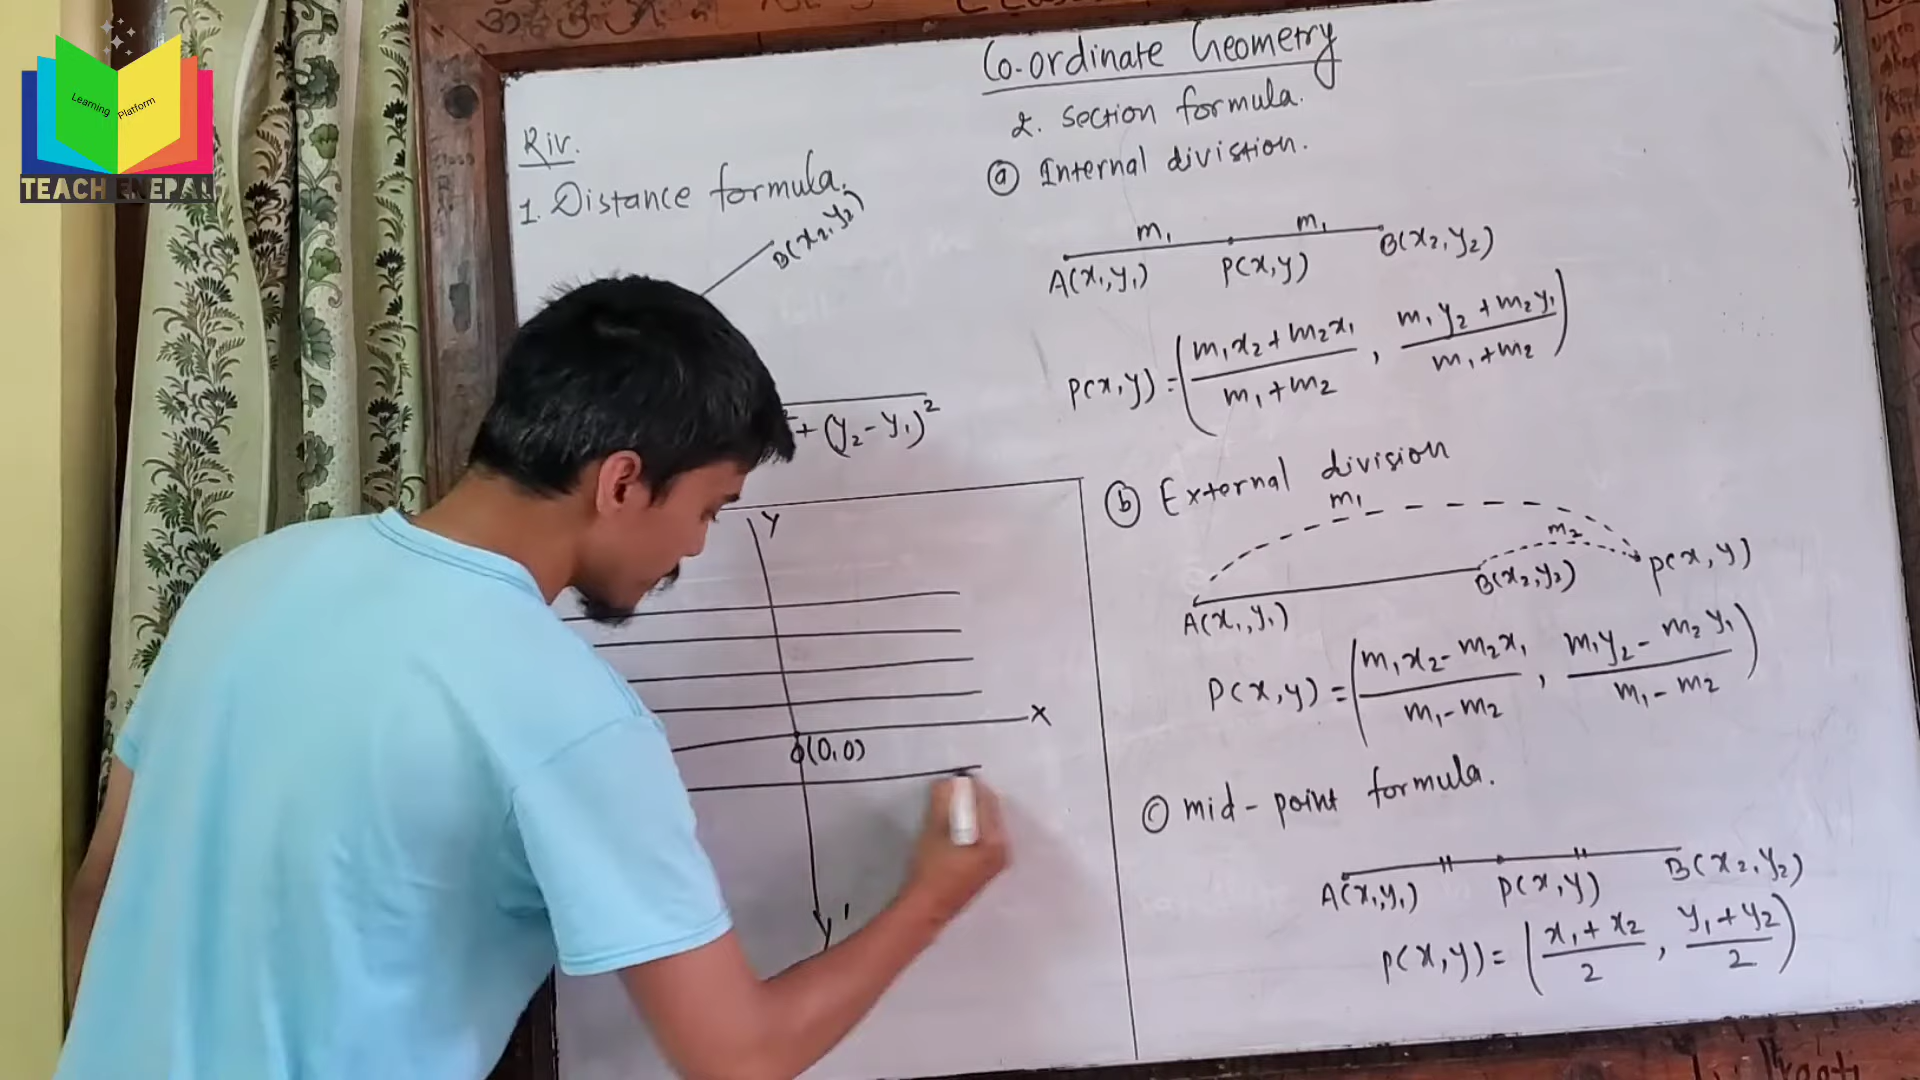 Learning Platform
TEACH ENEPAL
Co-ordinate Geometry
Riv.
1. Distance formula.
B(x₂, y₂)
+ (y₂ - y₁)²
2. Section formula.
ⓐ Internal divistion.
m₁ m₁
A(x₁, y₁) P(x, y) B(x₂, y₂)
P(x, y) = (m₁x₂ + m₂x₁ / m₁ + m₂ , m₁y₂ + m₂y₁ / m₁ + m₂)
ⓑ External division
m₁
m₂
A(x₁, y₁) B(x₂, y₂) P(x, y)
P(x, y) = (m₁x₂ - m₂x₁ / m₁ - m₂ , m₁y₂ - m₂y₁ / m₁ - m₂)
ⓒ mid-point formula.
A(x₁, y₁) P(x, y) B(x₂, y₂)
P(x, y) = (x₁ + x₂ / 2 , y₁ + y₂ / 2)
Y
X
O(0, 0)
Y'